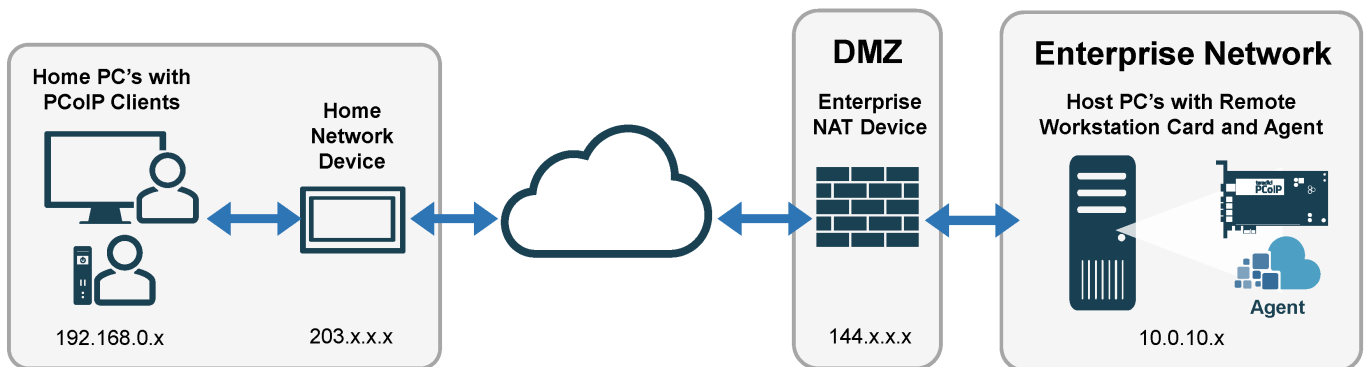 Home PC's with
PCoIP Clients
Home
Network
Device
192.168.0.x
203.x.x.x
DMZ
Enterprise
NAT Device
144.x.x.x
Enterprise Network
Host PC's with Remote
Workstation Card and Agent
teradici
PCoIP
Agent
10.0.10.x